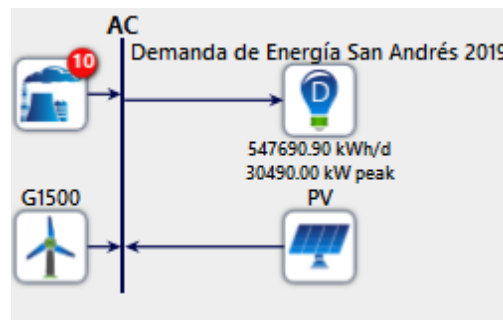 AC
10
Demanda de Energía San Andrés 2019
D
547690.90 kWh/d
30490.00 kW peak
G1500
PV